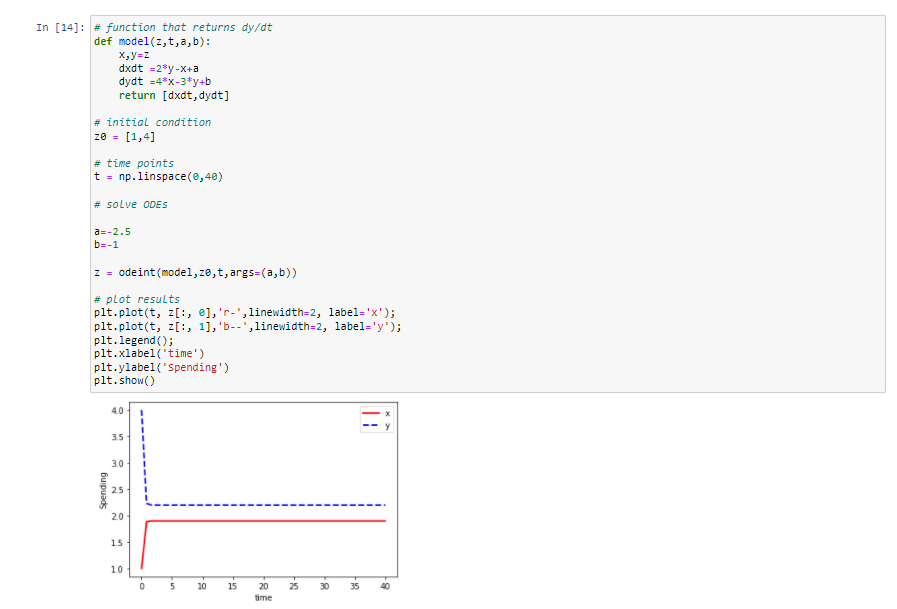 In [14]: # function that returns dy/dt
def model(z,t,a,b):
    x,y=z
    dxdt =2*y-x+a
    dydt =4*x-3*y+b
    return [dxdt,dydt]
# initial condition
z0 = [1,4]
# time points
t = np.linspace(0,40)
# solve ODEs
a=-2.5
b=-1
z = odeint(model,z0,t,args=(a,b))
# plot results
plt.plot(t, z[:, 0],'r-',linewidth=2, label='x');
plt.plot(t, z[:, 1],'b--',linewidth=2, label='y');
plt.legend();
plt.xlabel('time')
plt.ylabel('Spending')
plt.show()
4.0
3.5
3.0
2.5
2.0
1.5
1.0
Spending
x
y
0 5 10 15 20 25 30 35 40
time